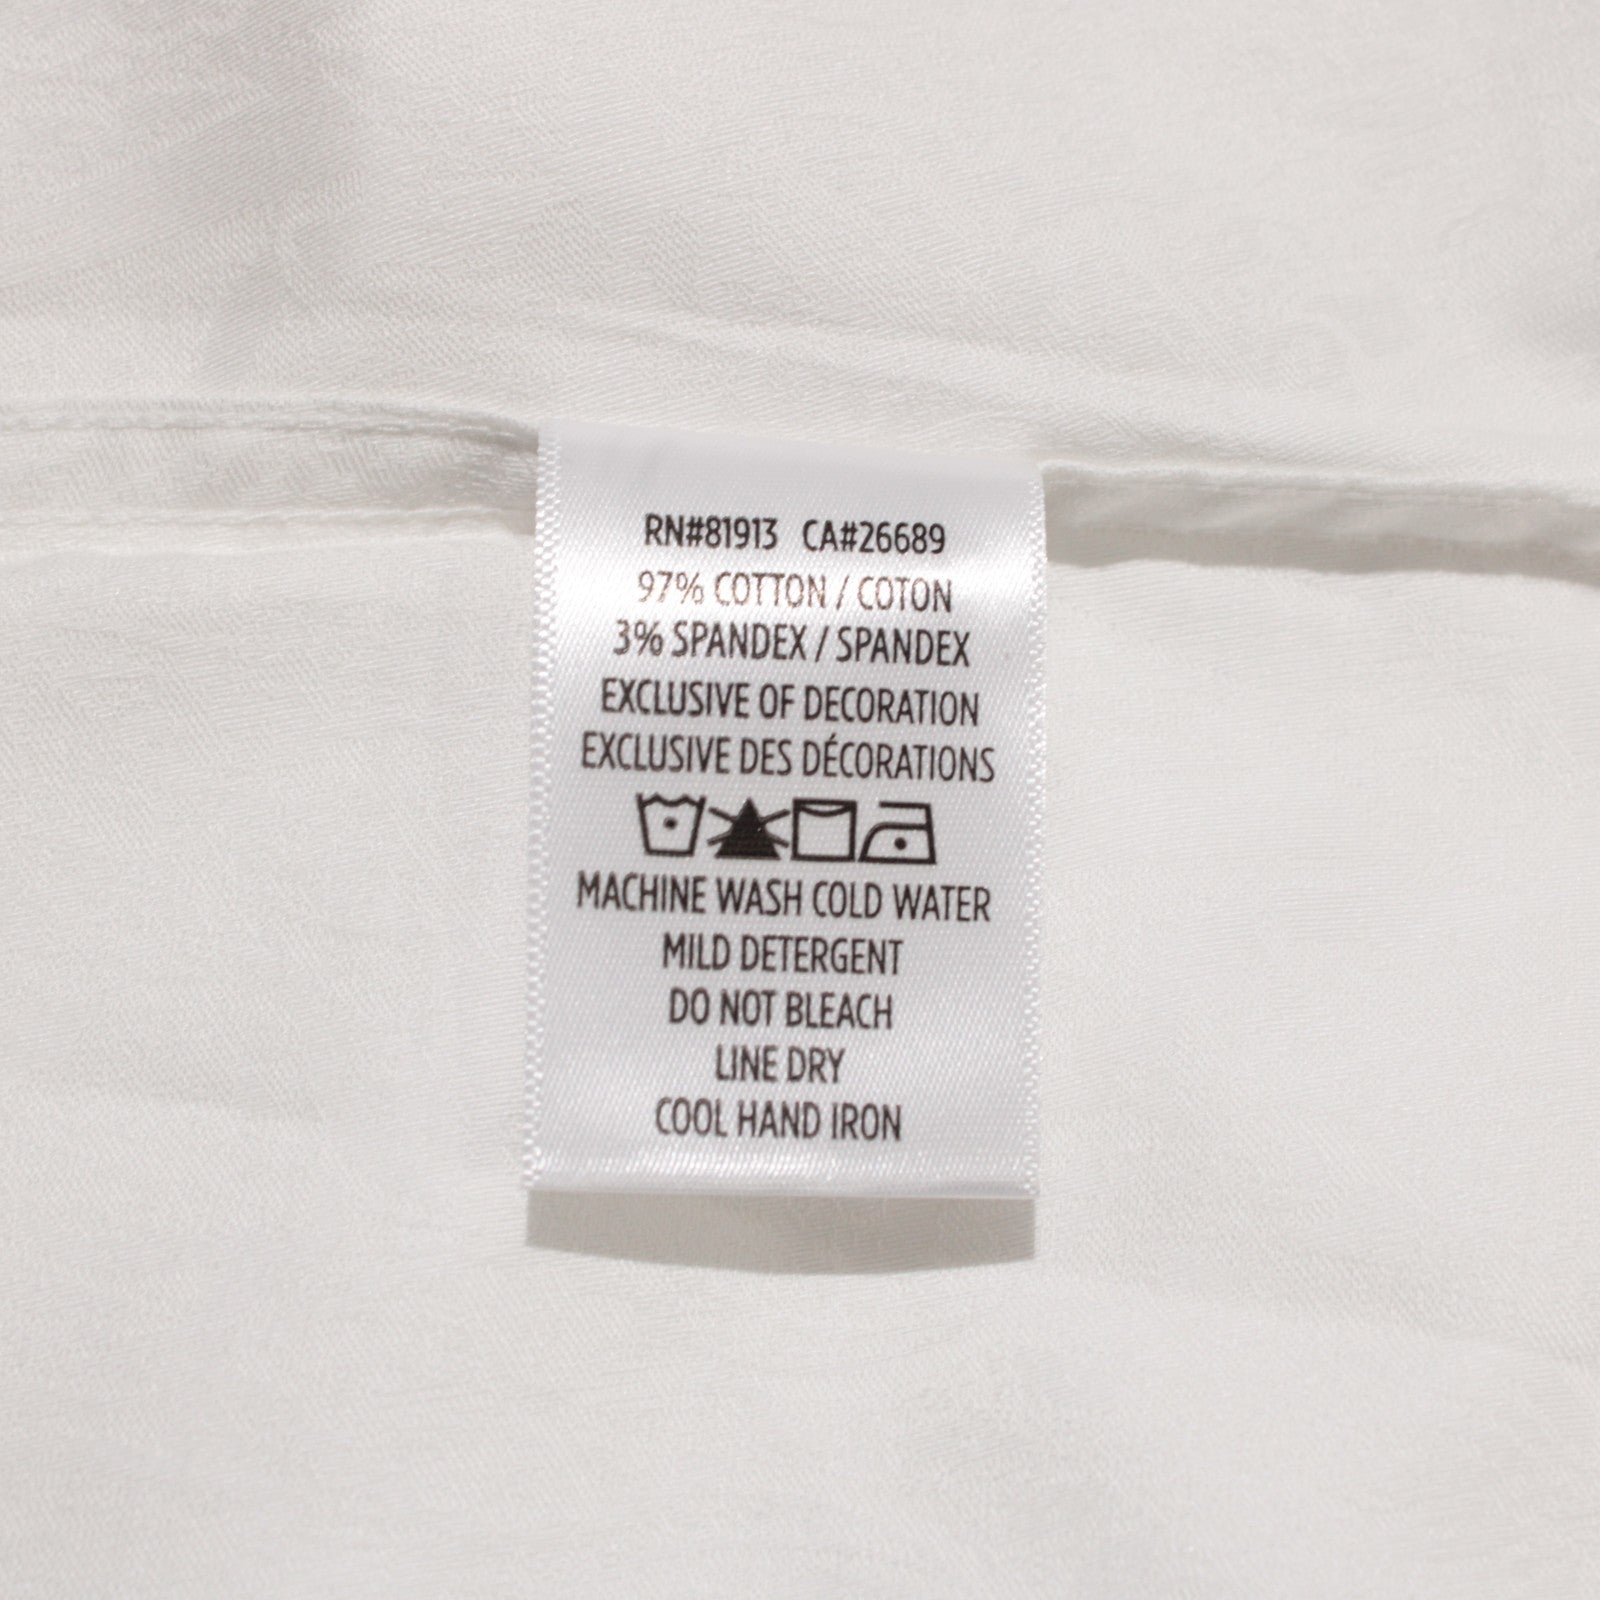 RN#81913 CA#26689
97% COTTON / COTON
3% SPANDEX / SPANDEX
EXCLUSIVE OF DECORATION
EXCLUSIVE DES DÉCORATIONS
MACHINE WASH COLD WATER
MILD DETERGENT
DO NOT BLEACH
LINE DRY
COOL HAND IRON